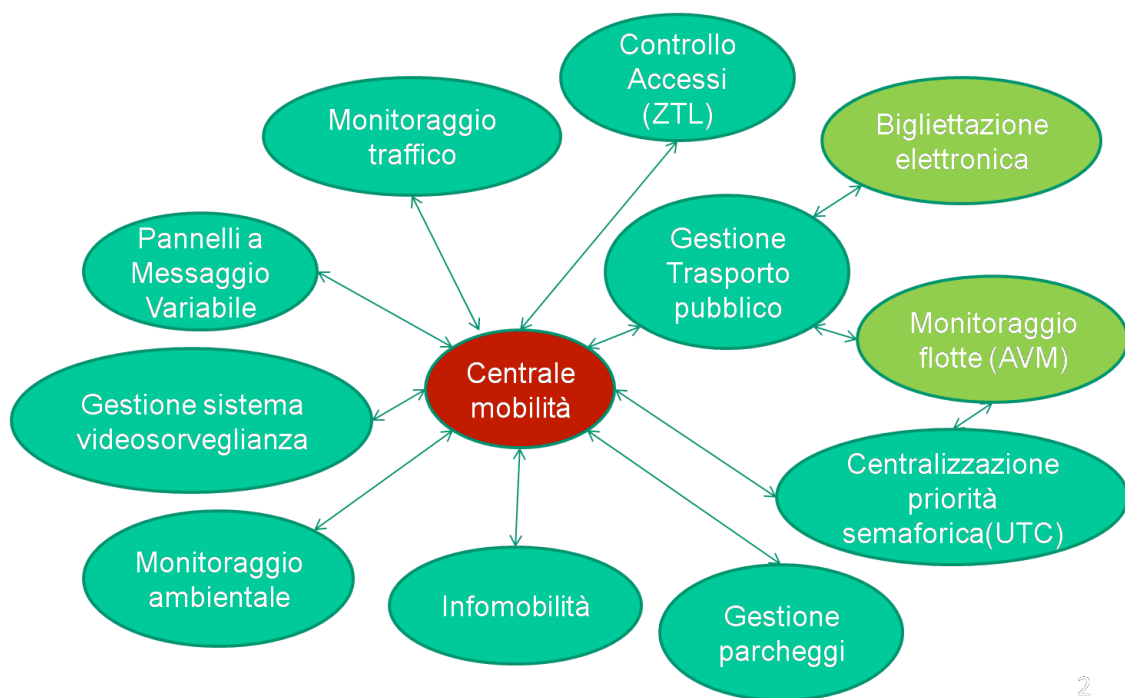 Controllo
Accessi
(ZTL)
Monitoraggio
traffico
Bigliettazione
elettronica
Pannelli a
Messaggio
Variabile
Gestione
Trasporto
pubblico
Monitoraggio
flotte (AVM)
Centrale
mobilità
Gestione sistema
videosorveglianza
Centralizzazione
priorità
semaforica(UTC)
Monitoraggio
ambientale
Infomobilità
Gestione
parcheggi
2